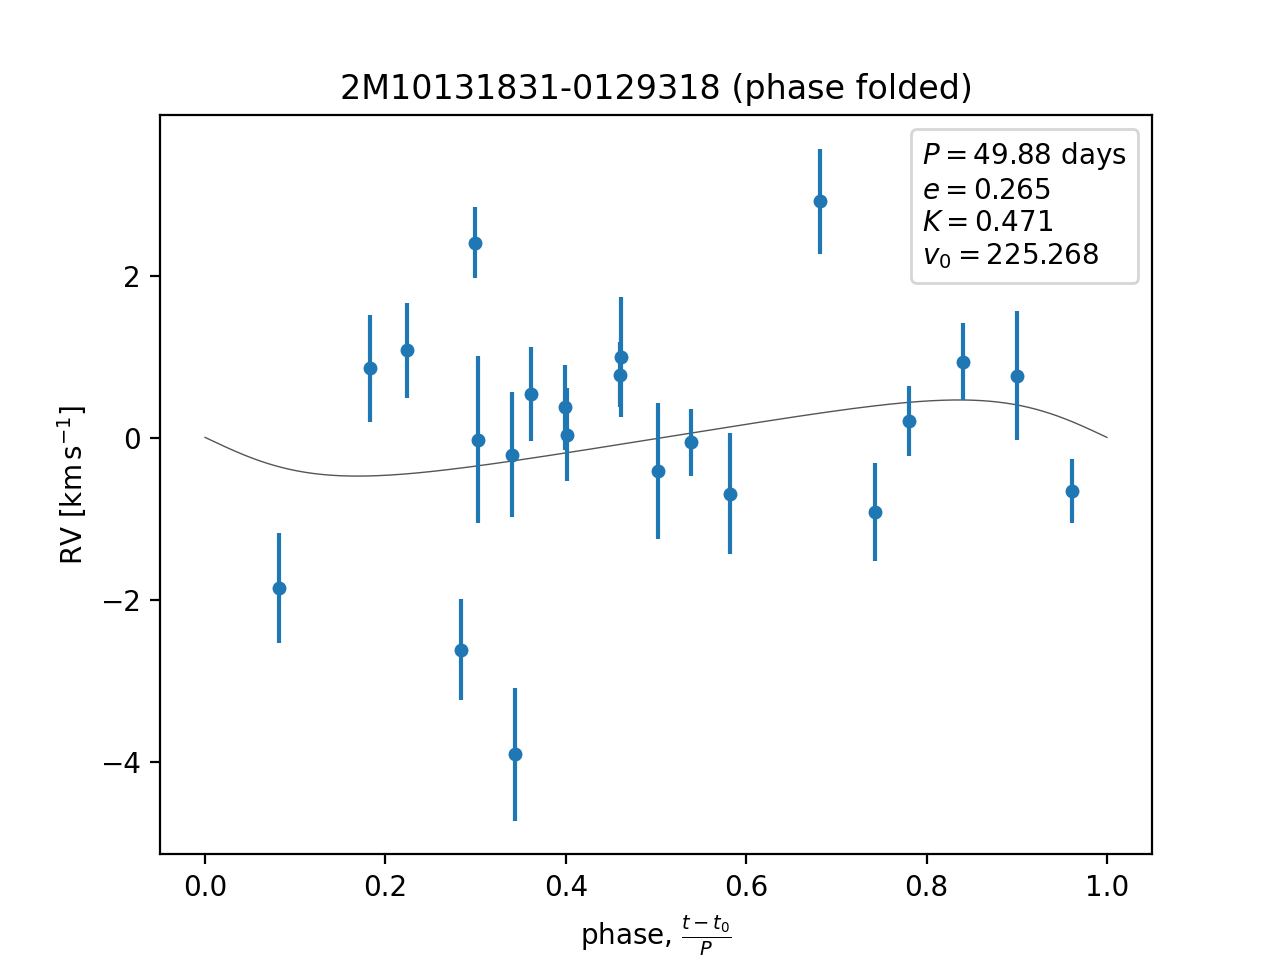 2M10131831-0129318 (phase folded)
P = 49.88 days
e = 0.265
K = 0.471
v₀ = 225.268
RV [km s⁻¹]
2
0
−2
−4
0.0 0.2 0.4 0.6 0.8 1.0
phase, (t − t₀)/P